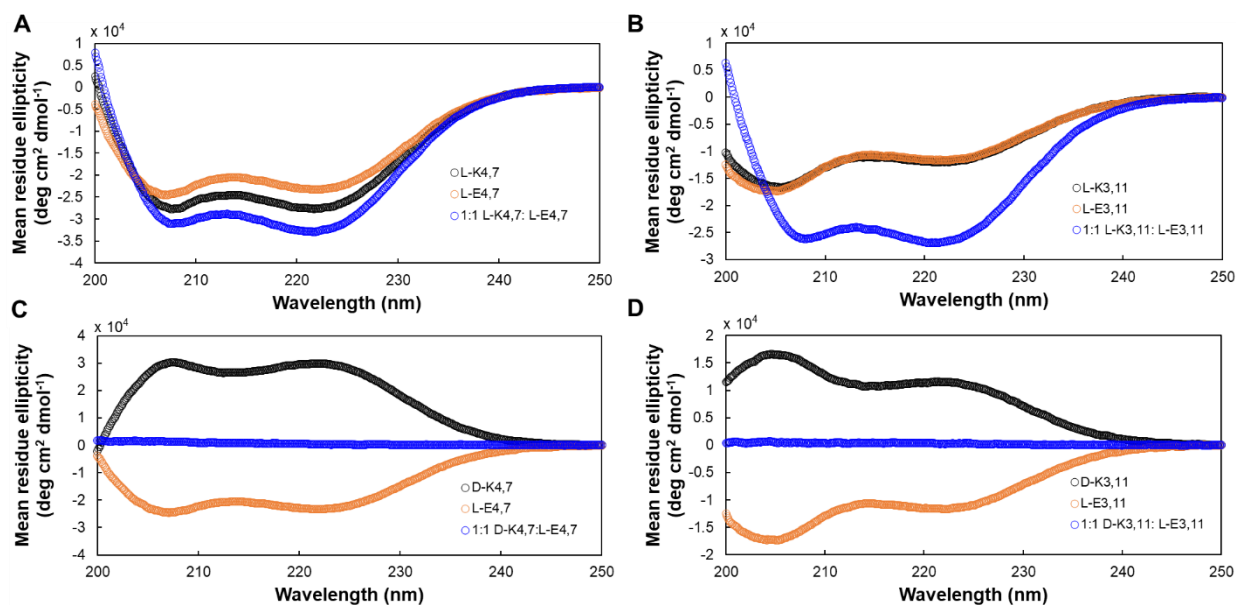 A
x 10⁴
Mean residue ellipticity
(deg cm² dmol⁻¹)
1
0.5
0
-0.5
-1
-1.5
-2
-2.5
-3
-3.5
-4
200
210
220
230
240
250
Wavelength (nm)
L-K4,7
L-E4,7
1:1 L-K4,7: L-E4,7
B
x 10⁴
Mean residue ellipticity
(deg cm² dmol⁻¹)
1
0.5
0
-0.5
-1
-1.5
-2
-2.5
-3
200
210
220
230
240
250
Wavelength (nm)
L-K3,11
L-E3,11
1:1 L-K3,11: L-E3,11
C
x 10⁴
Mean residue ellipticity
(deg cm² dmol⁻¹)
4
3
2
1
0
-1
-2
-3
-4
200
210
220
230
240
250
Wavelength (nm)
D-K4,7
L-E4,7
1:1 D-K4,7:L-E4,7
D
x 10⁴
Mean residue ellipticity
(deg cm² dmol⁻¹)
2
1.5
1
0.5
0
-0.5
-1
-1.5
2
200
210
220
230
240
250
Wavelength (nm)
D-K3,11
L-E3,11
1:1 D-K3,11: L-E3,11